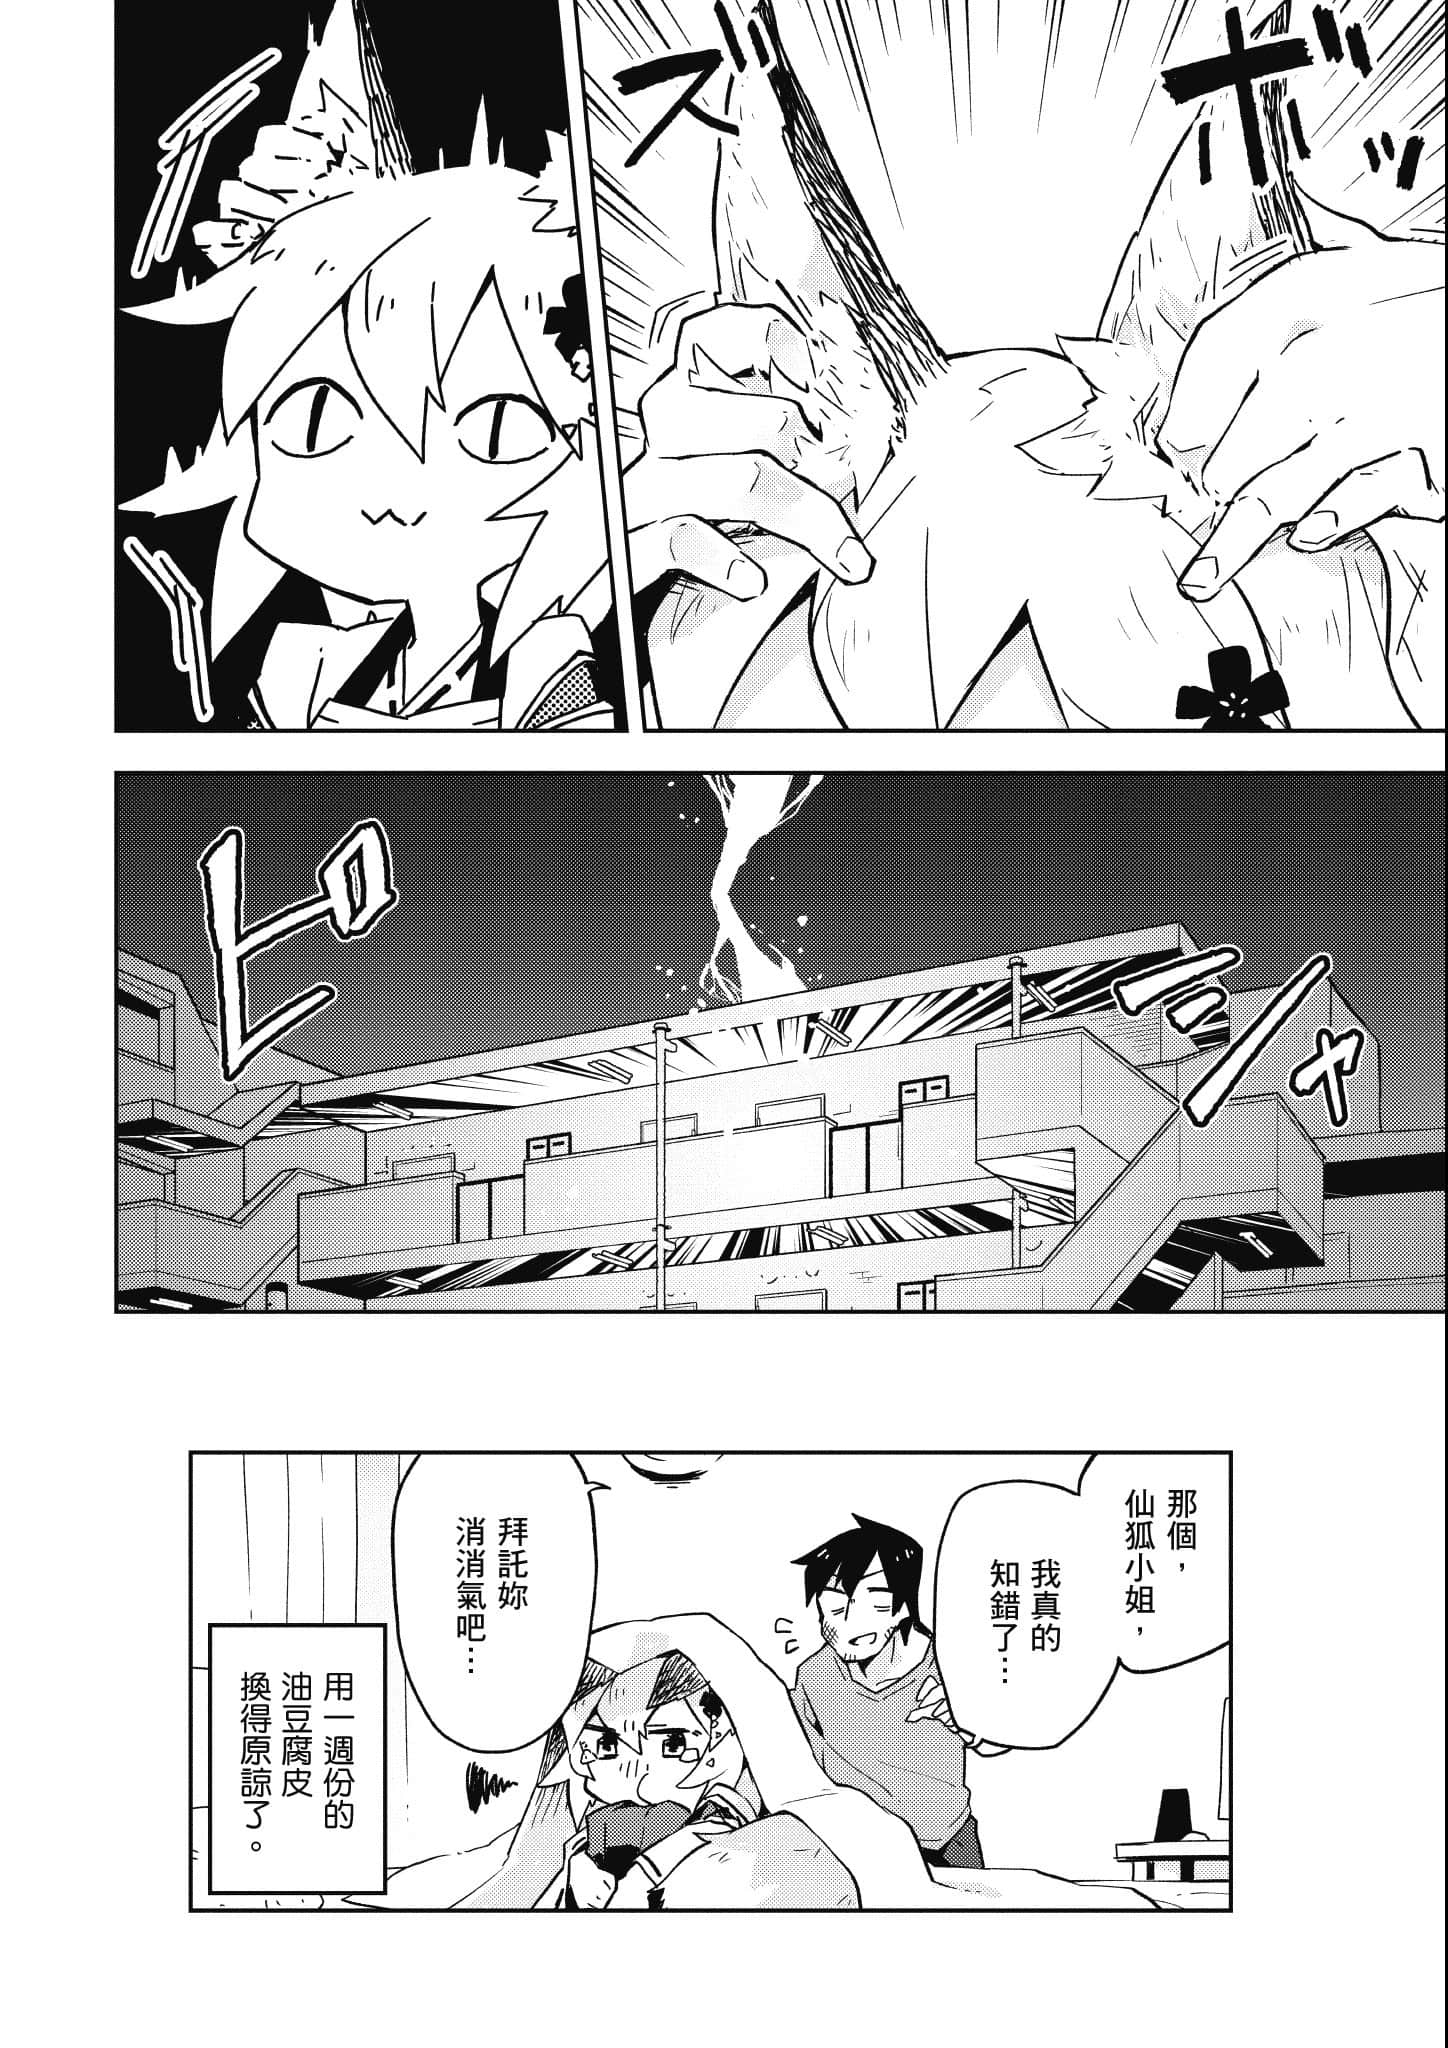 ズボッ
ピシャ
那個，
仙狐小姐，
我真的
知錯了…
拜託妳
消消氣吧…
用一週份的
油豆腐皮
換得原諒了。